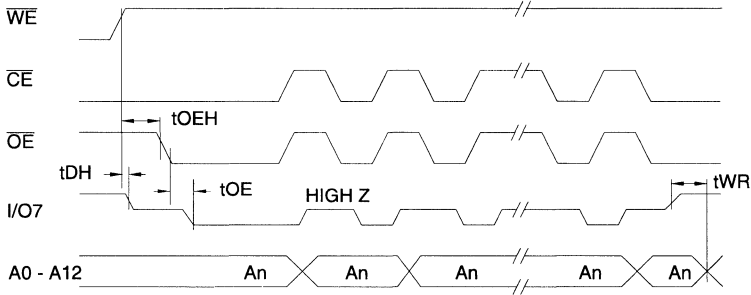 WE
CE
tOEH
OE
tDH
tOE
tWR
HIGH Z
I/O7
A0 - A12 An An An An An